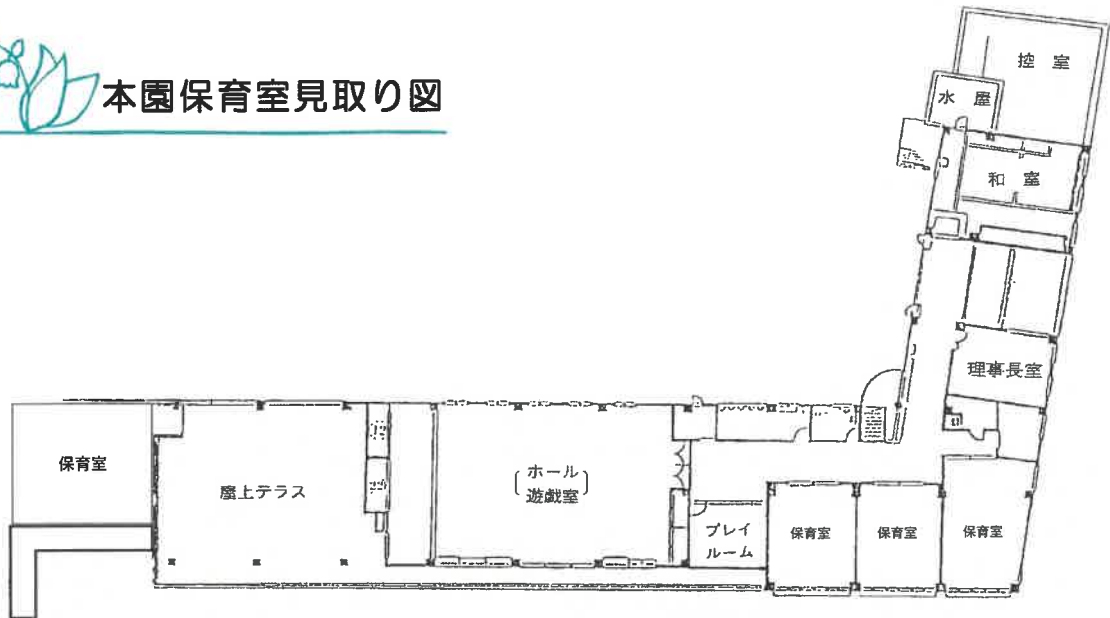 本園保育室見取り図
控 室
水 屋
和 室
理事長室
保育室
屋上テラス
ホール
遊戯室
プレイ
ルーム
保育室
保育室
保育室